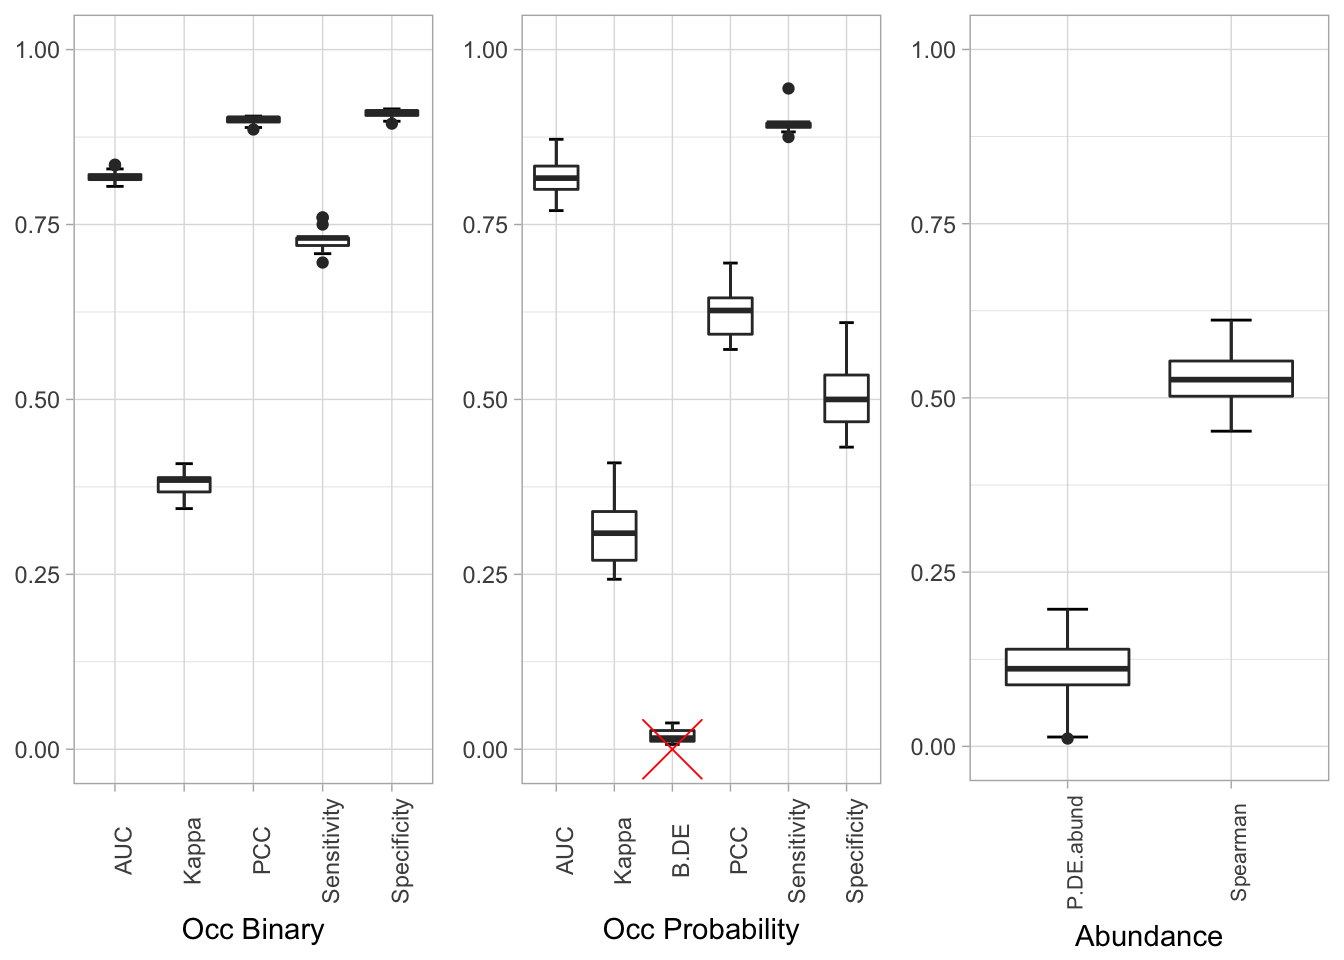 1.00
0.75
0.50
0.25
0.00
AUC
Kappa
PCC
Sensitivity
Specificity
Occ Binary
1.00
0.75
0.50
0.25
0.00
AUC
Kappa
B.DE
PCC
Sensitivity
Specificity
Occ Probability
1.00
0.75
0.50
0.25
0.00
P.DE.abund
Spearman
Abundance